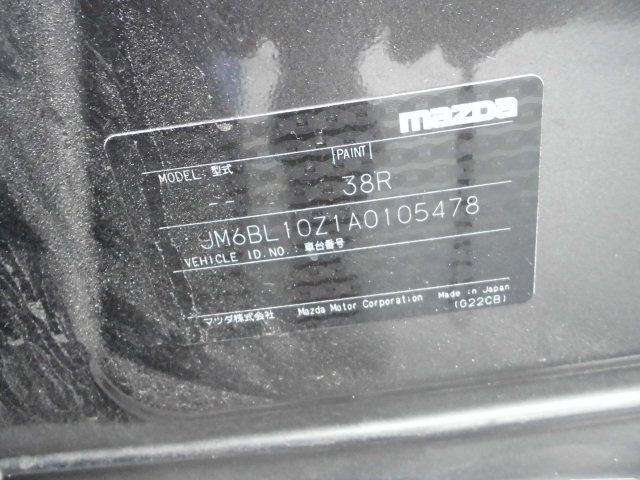 mazda
MODEL: 型式 PAINT
-- 38R
JM6BL10Z1A0105478
VEHICLE ID.NO.: 車台番号
マツダ株式会社 Mazda Motor Corporation Made in Japan
(G22CB)